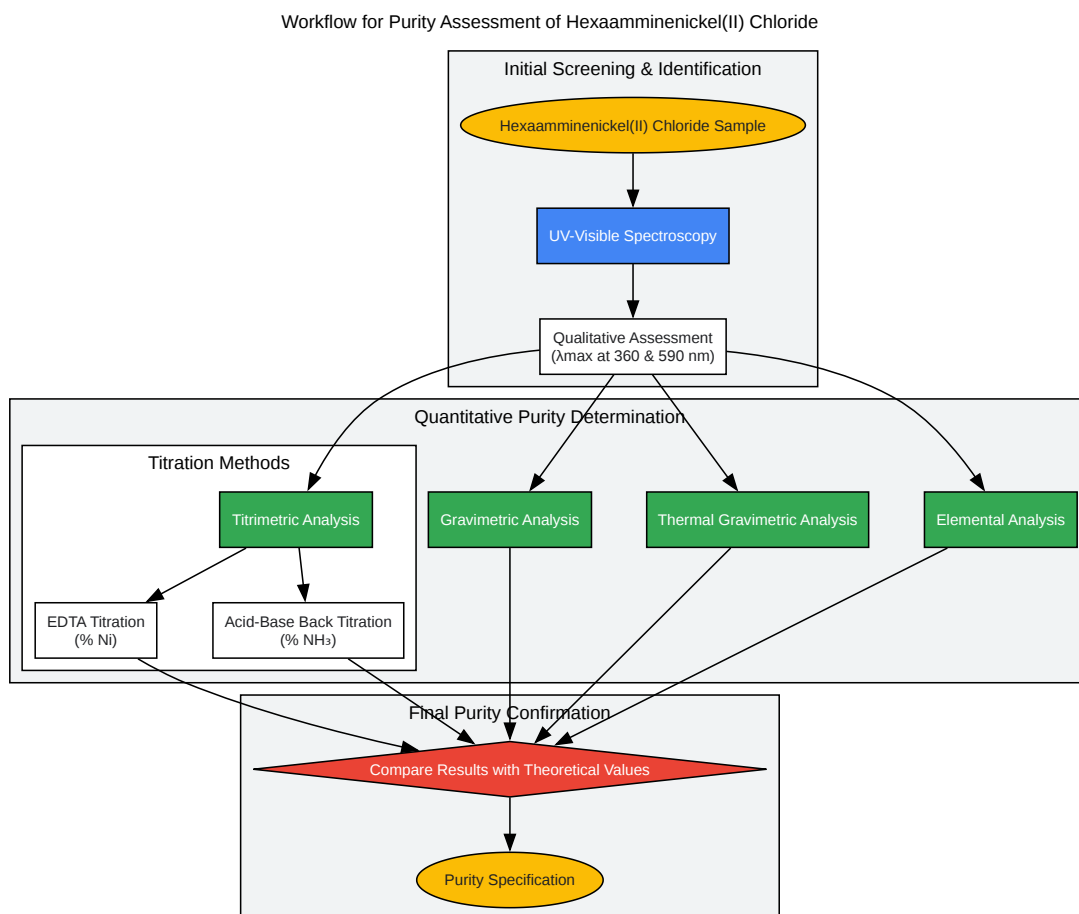 Workflow for Purity Assessment of Hexaamminenickel(II) Chloride
Initial Screening & Identification
Hexaamminenickel(II) Chloride Sample
UV-Visible Spectroscopy
Qualitative Assessment
(λmax at 360 & 590 nm)
Quantitative Purity Determination
Titration Methods
Titrimetric Analysis
Gravimetric Analysis
Thermal Gravimetric Analysis
Elemental Analysis
EDTA Titration
(% Ni)
Acid-Base Back Titration
(% NH₃)
Final Purity Confirmation
Compare Results with Theoretical Values
Purity Specification